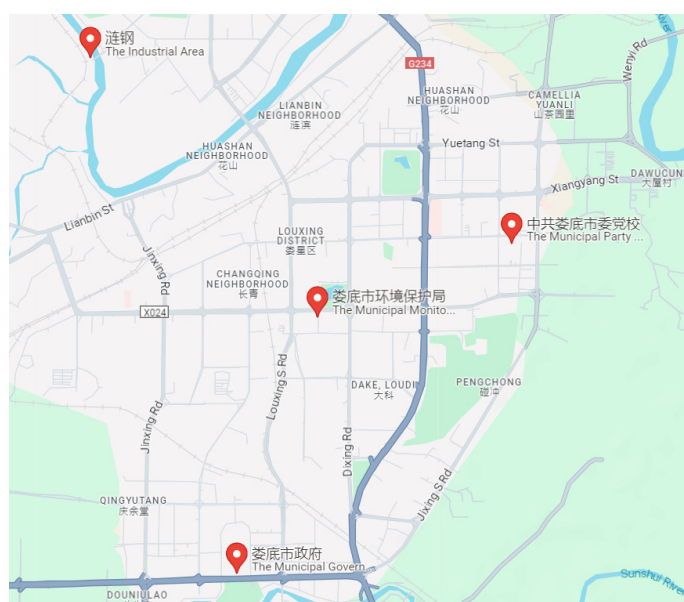 涟钢
The Industrial Area
G234
HUASHAN
NEIGHBORHOOD
花山
CAMELLIA
YUANLI
山茶圆里
Wenyi Rd
LIANBIN
NEIGHBORHOOD
涟滨
HUASHAN
NEIGHBORHOOD
花山
Yuetang St
Xiangyang St
DAWUCUN
大屋村
Lianbin St
中共娄底市委党校
The Municipal Party ...
LOUXING
DISTRICT
娄星区
Jinxing Rd
CHANGQING
NEIGHBORHOOD
长青
娄底市环境保护局
The Municipal Monito...
X024
Louxing S Rd
DAKE, LOUDI
大科
PENGCHONG
碰冲
Jinxing Rd
Dixing Rd
Jixing S Rd
QINGYUTANG
庆余堂
娄底市政府
The Municipal Govern...
Sunshui River
DOUNIULAO